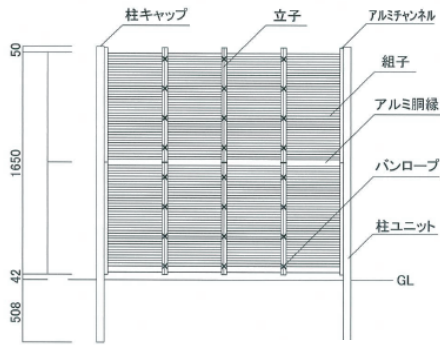 柱キャップ
立子
アルミチャンネル
組子
アルミ胴縁
バンロープ
柱ユニット
GL
50
1650
42
508